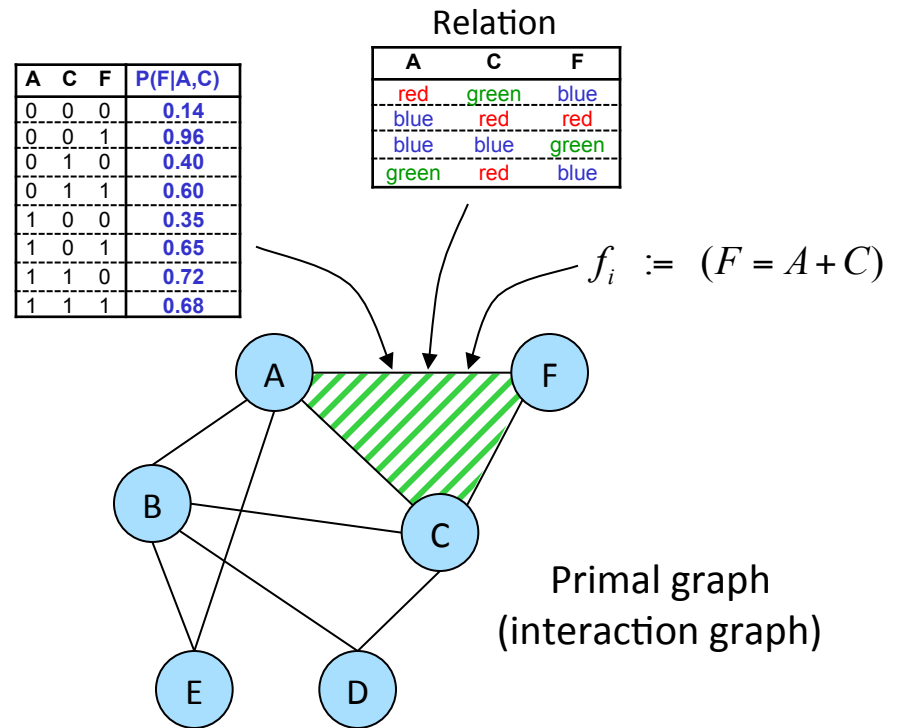 Relation
A C F P(F|A,C)
0 0 0 0.14
0 0 1 0.96
0 1 0 0.40
0 1 1 0.60
1 0 0 0.35
1 0 1 0.65
1 1 0 0.72
1 1 1 0.68
A C F
red green blue
blue red red
blue blue green
green red blue
f_i := (F = A + C)
A
F
B
C
Primal graph
(interaction graph)
E
D